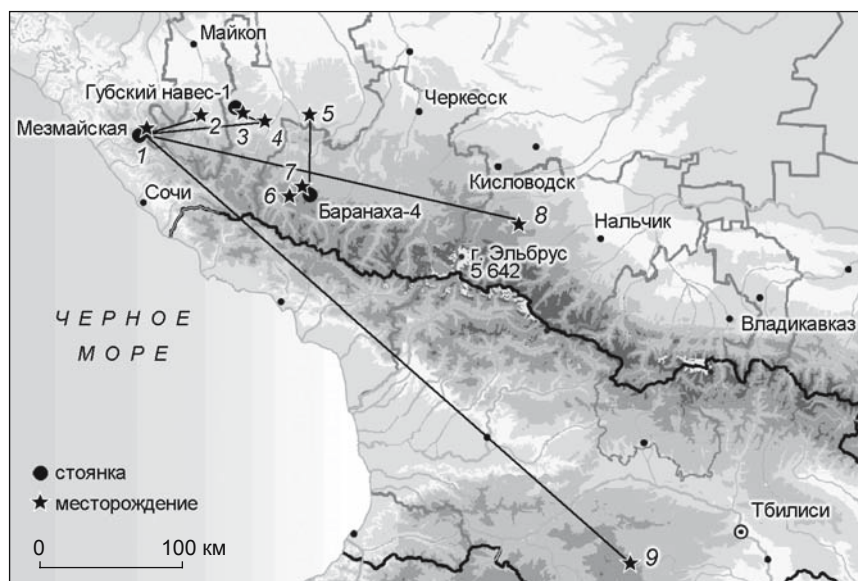 Майкоп
Губский навес-1
Черкесск
Мезмайская
1
2
3
4
5
Кисловодск
7
6
Сочи
Баранаха-4
8
Нальчик
г. Эльбрус
5 642
ЧЕРНОЕ
МОРЕ
Владикавказ
стоянка
месторождение
Тбилиси
0 100 км
9